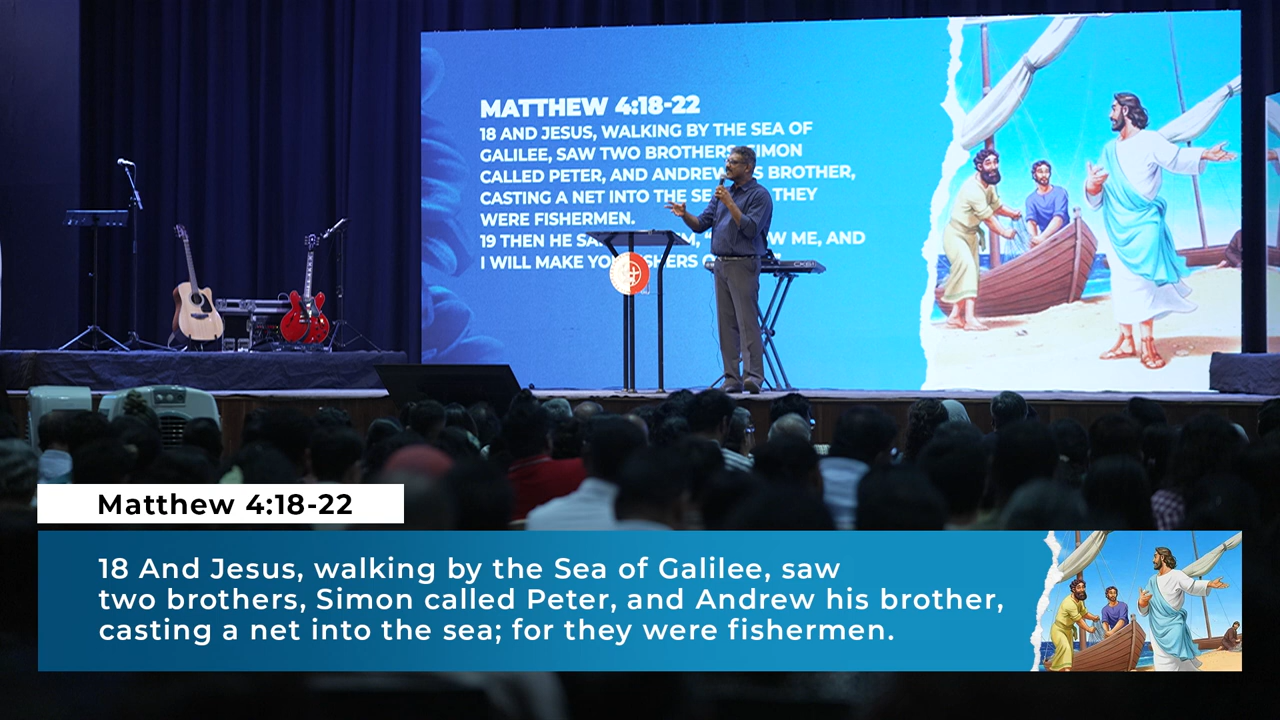 MATTHEW 4:18-22
18 AND JESUS, WALKING BY THE SEA OF
GALILEE, SAW TWO BROTHERS SIMON
CALLED PETER, AND ANDREW BROTHER,
CASTING A NET INTO THE THEY
WERE FISHERMEN.
19 THEN HE ME, AND
I WILL MAKE
Matthew 4:18-22
18 And Jesus, walking by the Sea of Galilee, saw
two brothers, Simon called Peter, and Andrew his brother,
casting a net into the sea; for they were fishermen.